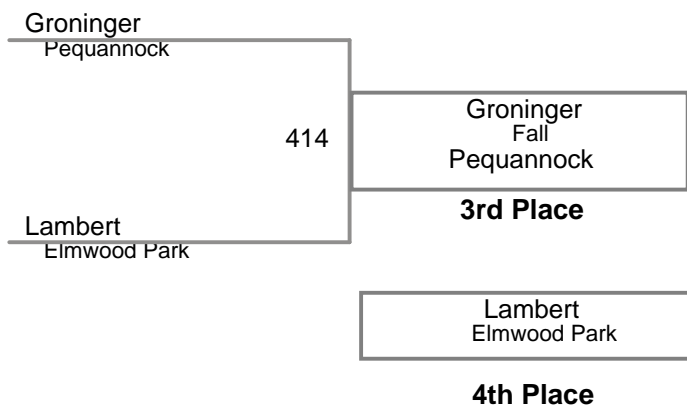 Groninger
Pequannock
414
Groninger
Fall
Pequannock
3rd Place
Lambert
Elmwood Park
Lambert
Elmwood Park
4th Place